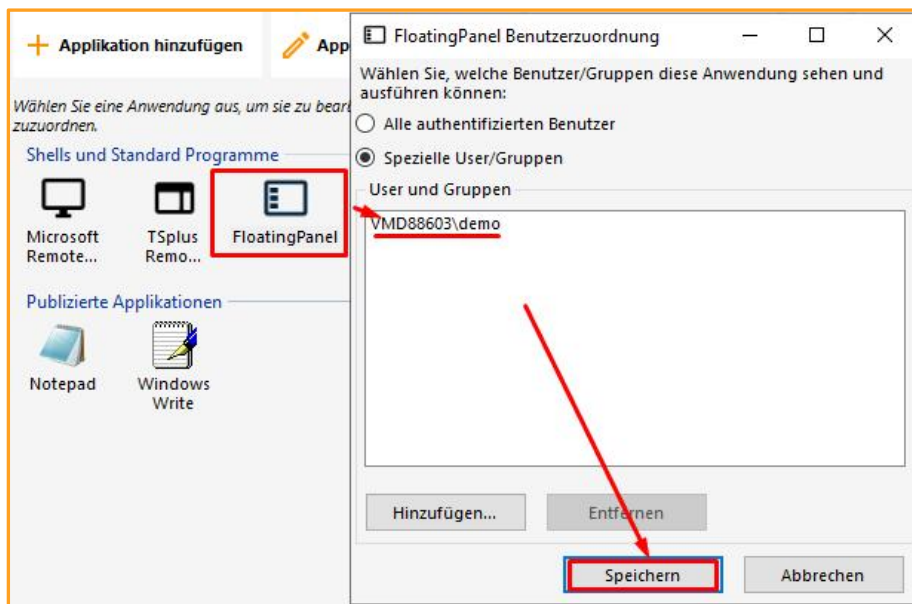 Applikation hinzufügen
App
Wählen Sie eine Anwendung aus, um sie zu bear
zuzuordnen.
Shells und Standard Programme
Microsoft
Remote...
TSplus
Remo...
FloatingPanel
Publizierte Applikationen
Notepad
Windows
Write
FloatingPanel Benutzerzuordnung
Wählen Sie, welche Benutzer/Gruppen diese Anwendung sehen und
ausführen können:
Alle authentifizierten Benutzer
Spezielle User/Gruppen
User und Gruppen
VMD88603\demo
Hinzufügen...
Entfernen
Speichern
Abbrechen